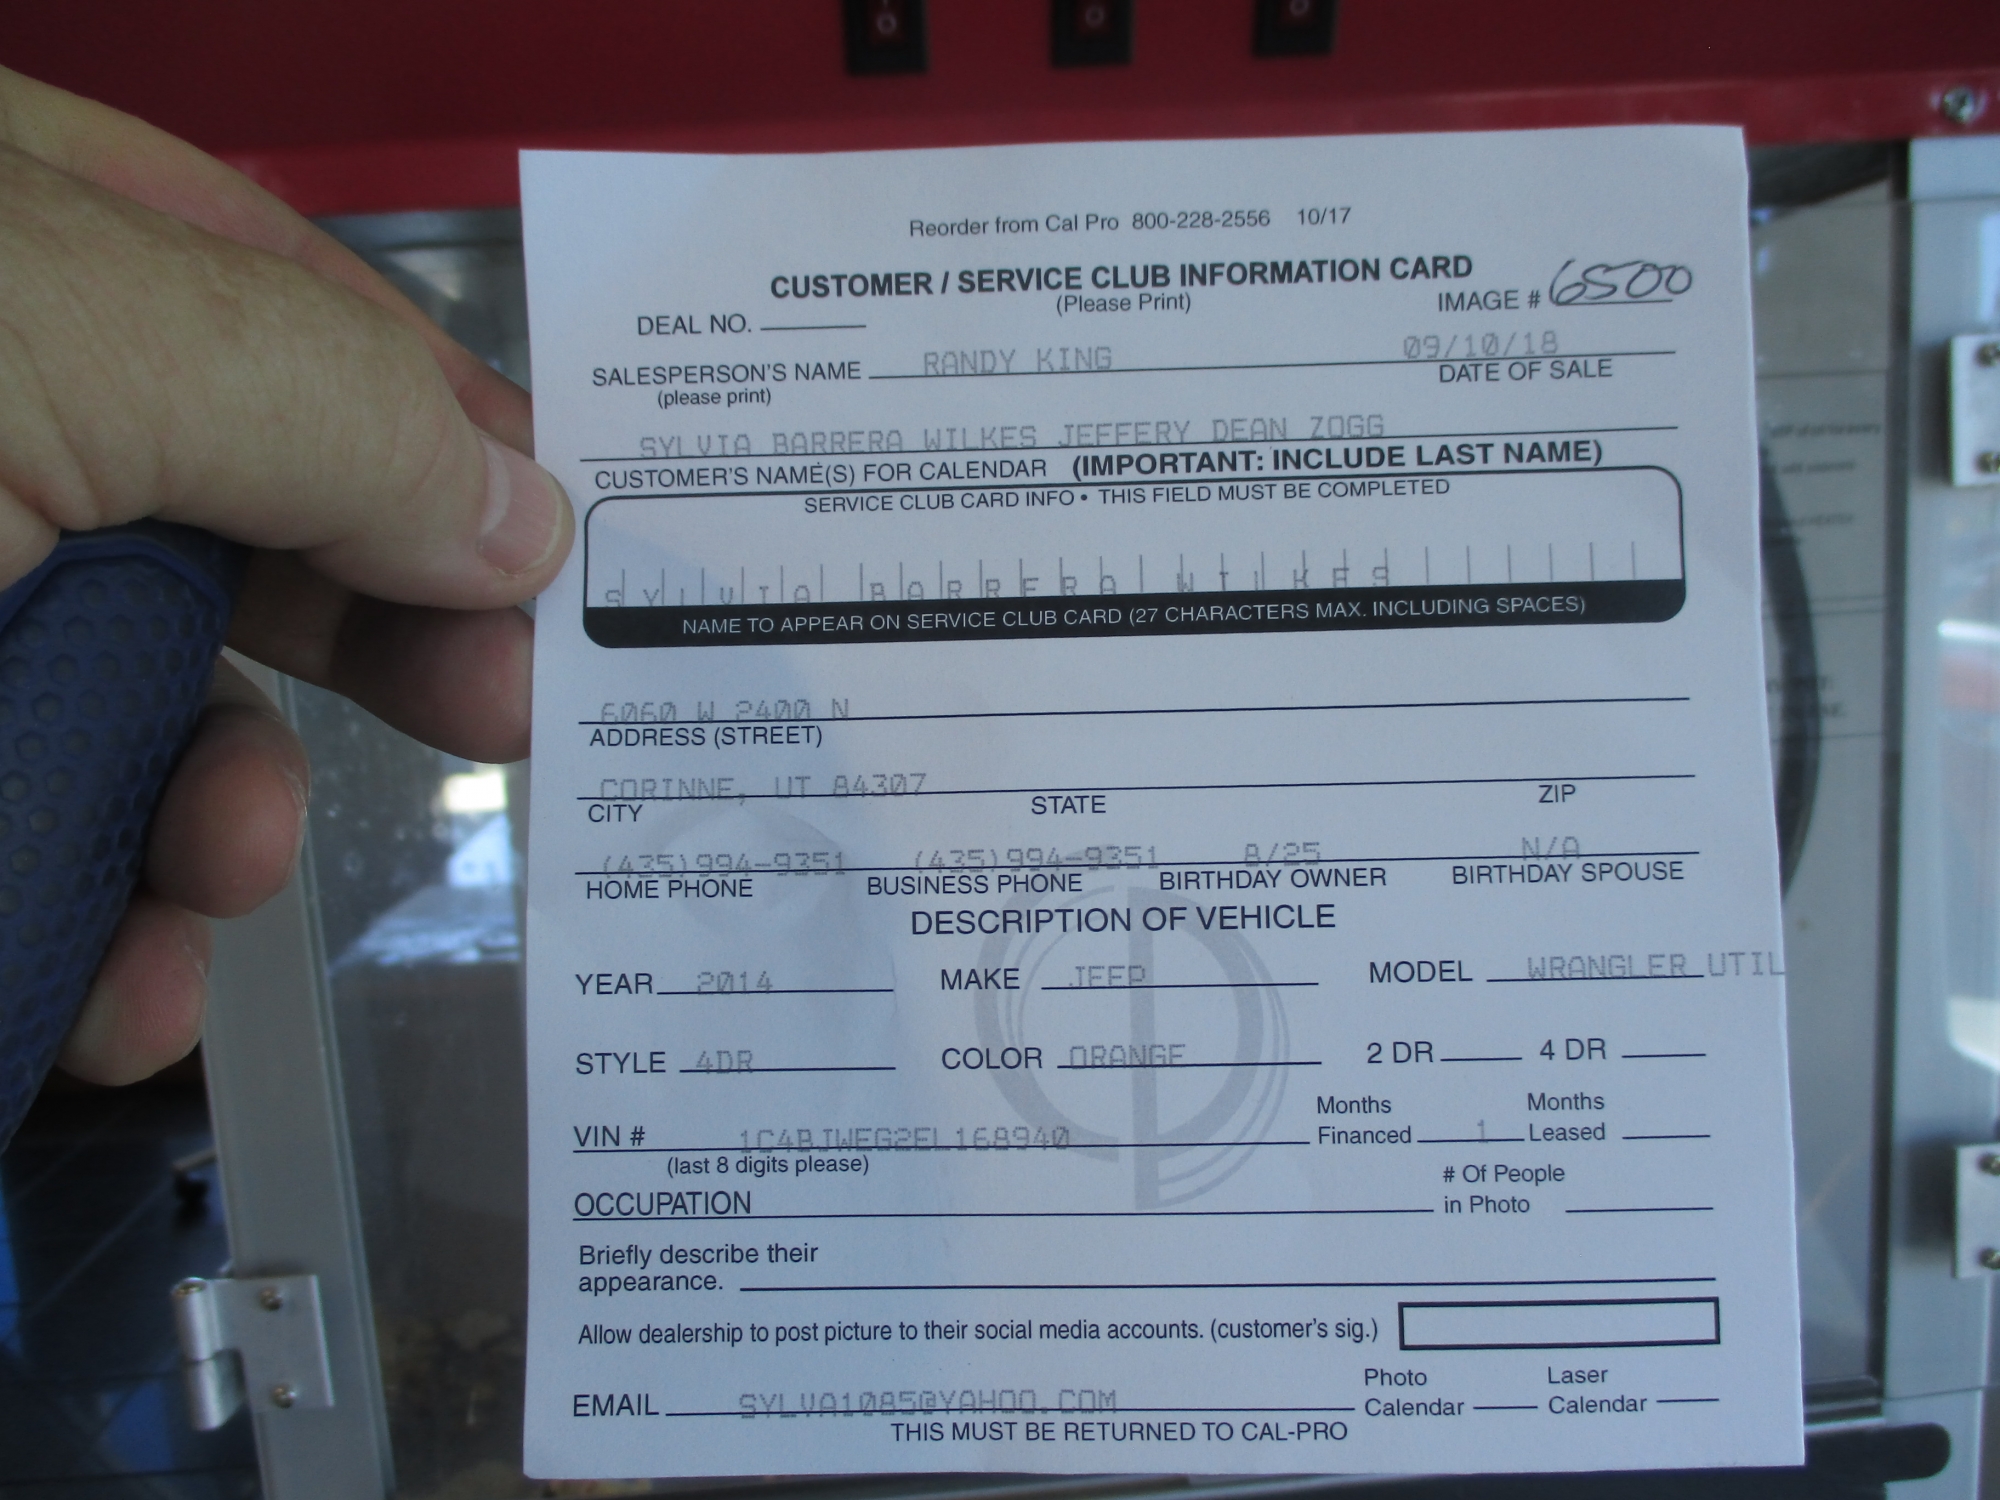 Reorder from Cal Pro 800-228-2556 10/17
CUSTOMER / SERVICE CLUB INFORMATION CARD
(Please Print)
IMAGE # 6500
DEAL NO.
SALESPERSON'S NAME RANDY KING 09/10/18
(please print) DATE OF SALE
SYLVIA BARRERA WILKES JEFFERY DEAN ZOGG
CUSTOMER'S NAME(S) FOR CALENDAR (IMPORTANT: INCLUDE LAST NAME)
SERVICE CLUB CARD INFO • THIS FIELD MUST BE COMPLETED
SYLVIA BARRERA WILKES
NAME TO APPEAR ON SERVICE CLUB CARD (27 CHARACTERS MAX. INCLUDING SPACES)
6060 W 2400 N
ADDRESS (STREET)
CORINNE, UT 84307
CITY STATE ZIP
(435)994-9351 (435)994-9351 8/25 N/A
HOME PHONE BUSINESS PHONE BIRTHDAY OWNER BIRTHDAY SPOUSE
DESCRIPTION OF VEHICLE
YEAR 2014 MAKE JEEP MODEL WRANGLER UTIL
STYLE 4DR COLOR ORANGE 2 DR 4 DR
Months Months
VIN # 1C4BJWEG2EL168940 Financed 1 Leased
(last 8 digits please)
# Of People
OCCUPATION in Photo
Briefly describe their
appearance.
Allow dealership to post picture to their social media accounts. (customer's sig.)
Photo Laser
EMAIL SYLVA1085@YAHOO.COM Calendar Calendar
THIS MUST BE RETURNED TO CAL-PRO